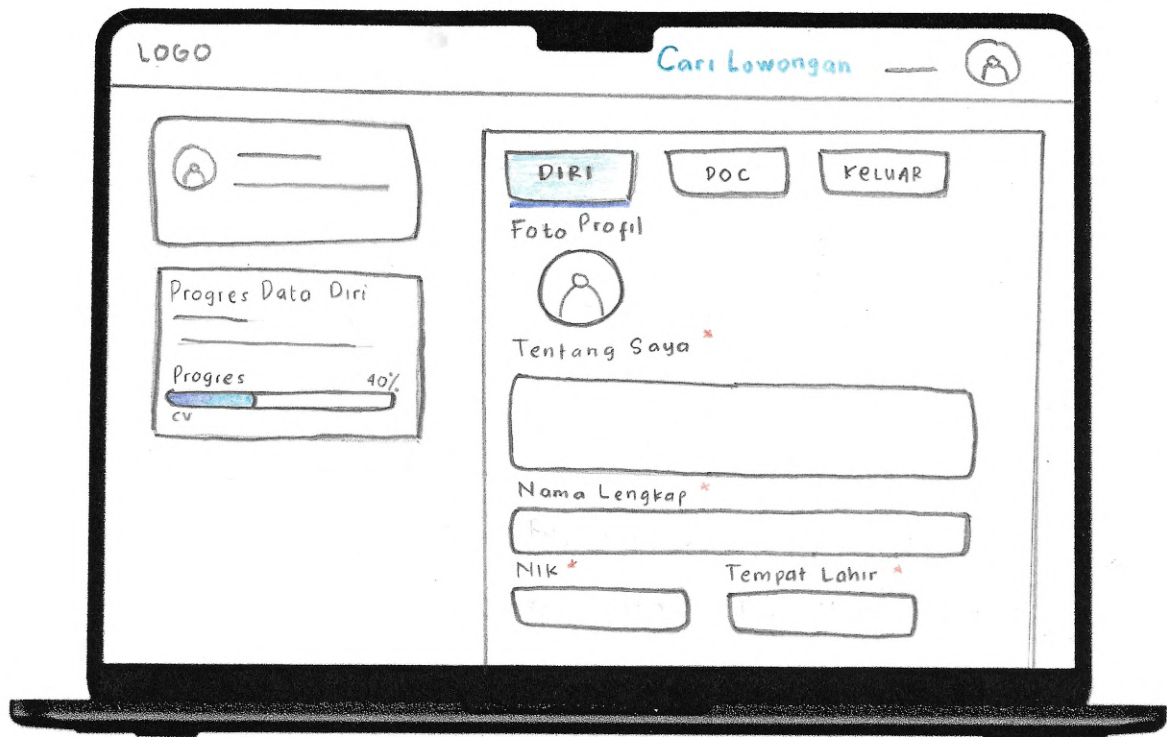 LOGO
Cari Lowongan
Progres Data Diri
Progres 40%
CV
DIRI DOC KELUAR
Foto Profil
Tentang Saya *
Nama Lengkap *
NIK * Tempat Lahir *